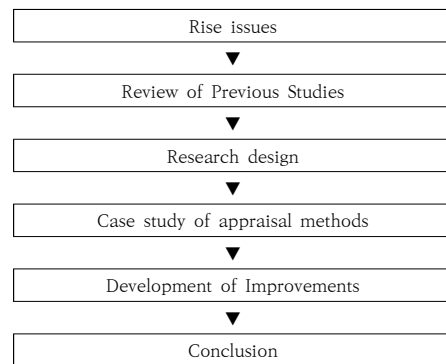 Rise issues
▼
Review of Previous Studies
▼
Research design
▼
Case study of appraisal methods
▼
Development of Improvements
▼
Conclusion